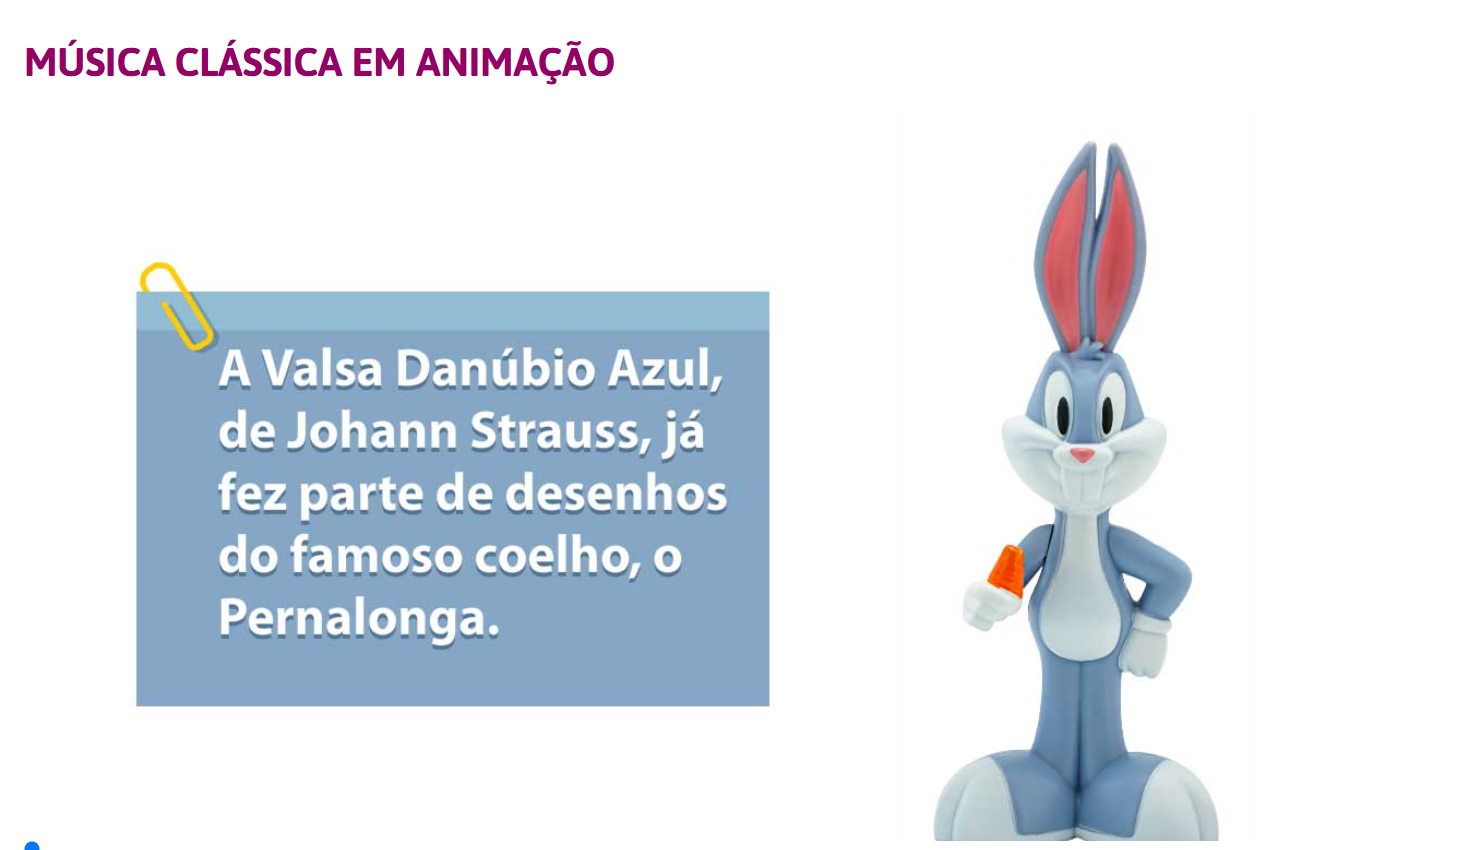 MÚSICA CLÁSSICA EM ANIMAÇÃO
A Valsa Danúbio Azul,
de Johann Strauss, já
fez parte de desenhos
do famoso coelho, o
Pernalonga.